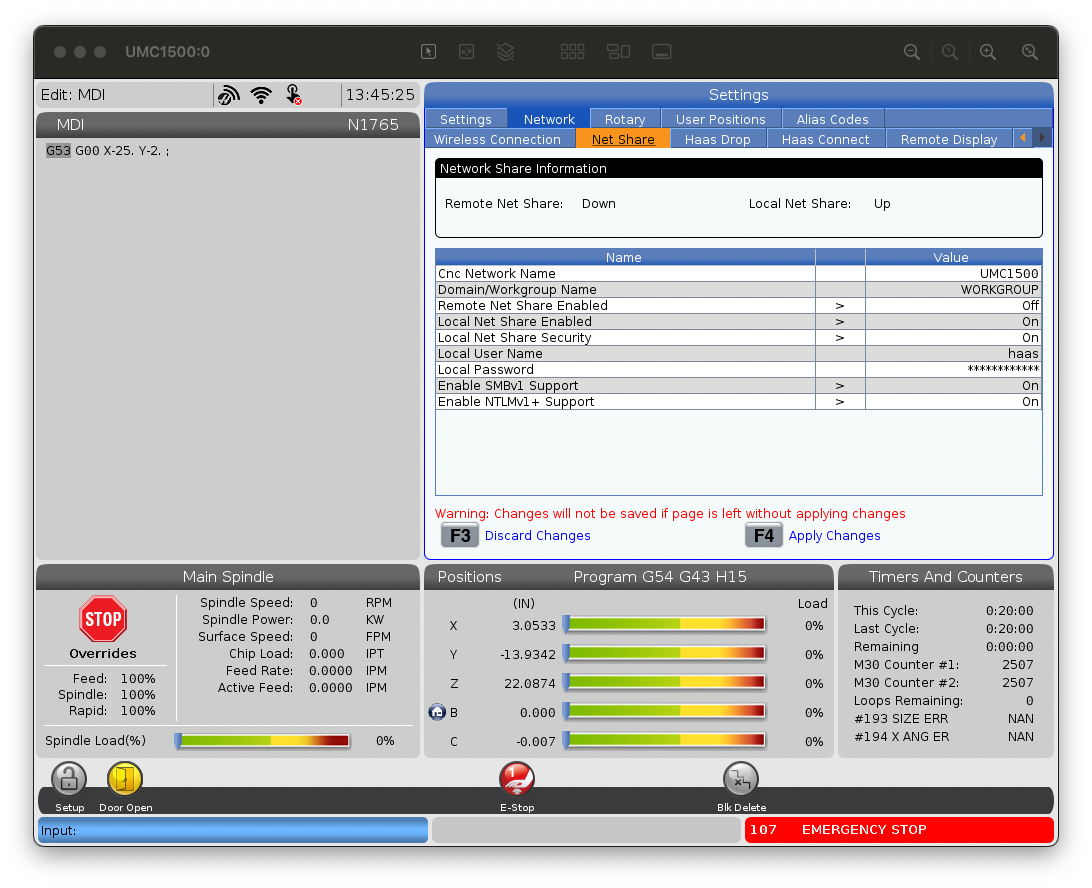 UMC1500:0
Edit: MDI
13:45:25
MDI N1765
G53 G00 X-25. Y-2. ;
Settings
Settings Network Rotary User Positions Alias Codes
Wireless Connection Net Share Haas Drop Haas Connect Remote Display
Network Share Information
Remote Net Share: Down Local Net Share: Up
Name Value
Cnc Network Name UMC1500
Domain/Workgroup Name WORKGROUP
Remote Net Share Enabled > Off
Local Net Share Enabled > On
Local Net Share Security > On
Local User Name haas
Local Password ************
Enable SMBv1 Support > On
Enable NTLMv1+ Support > On
Warning: Changes will not be saved if page is left without applying changes
F3 Discard Changes F4 Apply Changes
Main Spindle
STOP
Overrides
Feed: 100%
Spindle: 100%
Rapid: 100%
Spindle Speed: 0 RPM
Spindle Power: 0.0 KW
Surface Speed: 0 FPM
Chip Load: 0.000 IPT
Feed Rate: 0.0000 IPM
Active Feed: 0.0000 IPM
Spindle Load(%) 0%
Positions Program G54 G43 H15
(IN) Load
X 3.0533 0%
Y -13.9342 0%
Z 22.0874 0%
B 0.000 0%
C -0.007 0%
Timers And Counters
This Cycle: 0:20:00
Last Cycle: 0:20:00
Remaining 0:00:00
M30 Counter #1: 2507
M30 Counter #2: 2507
Loops Remaining: 0
#193 SIZE ERR NAN
#194 X ANG ER NAN
1
Setup Door Open E-Stop Blk Delete
Input:
107 EMERGENCY STOP